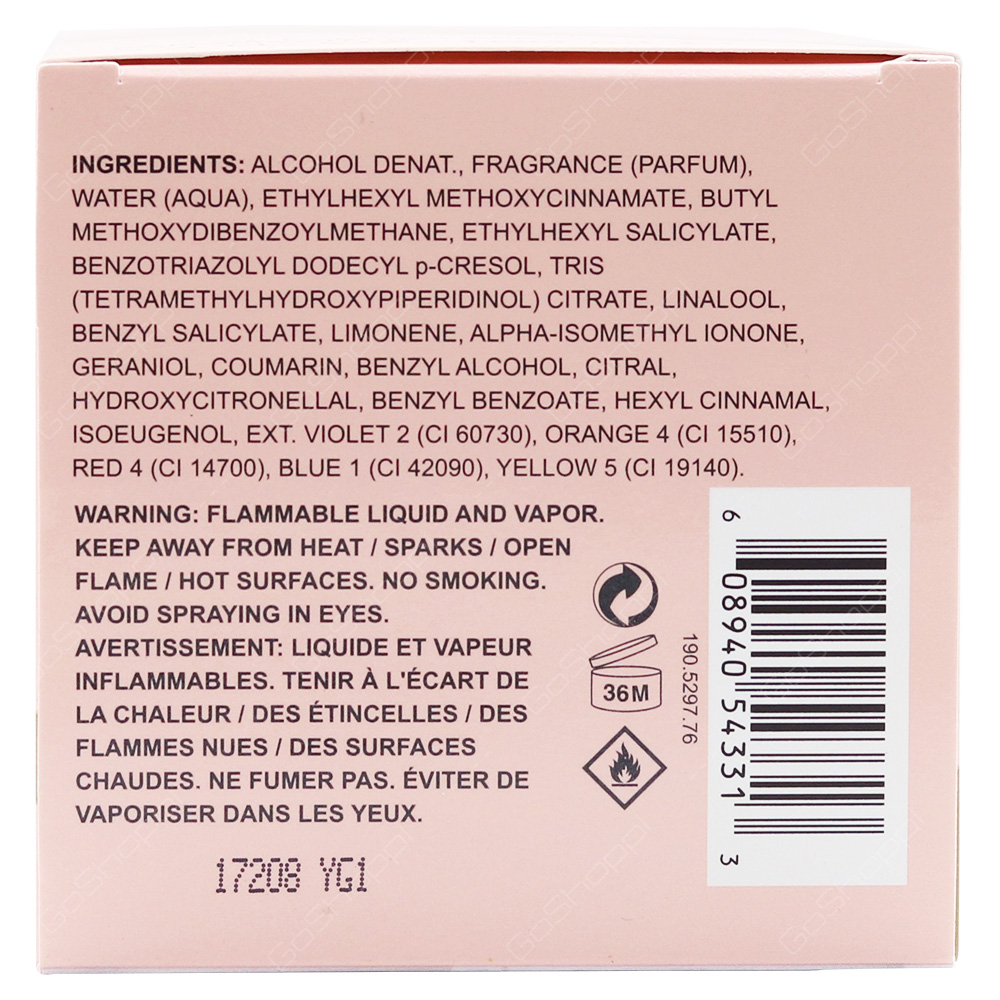 INGREDIENTS: ALCOHOL DENAT., FRAGRANCE (PARFUM),
WATER (AQUA), ETHYLHEXYL METHOXYCINNAMATE, BUTYL
METHOXYDIBENZOYLMETHANE, ETHYLHEXYL SALICYLATE,
BENZOTRIAZOLYL DODECYL p-CRESOL, TRIS
(TETRAMETHYLHYDROXYPIPERIDINOL) CITRATE, LINALOOL,
BENZYL SALICYLATE, LIMONENE, ALPHA-ISOMETHYL IONONE,
GERANIOL, COUMARIN, BENZYL ALCOHOL, CITRAL,
HYDROXYCITRONELLAL, BENZYL BENZOATE, HEXYL CINNAMAL,
ISOEUGENOL, EXT. VIOLET 2 (CI 60730), ORANGE 4 (CI 15510),
RED 4 (CI 14700), BLUE 1 (CI 42090), YELLOW 5 (CI 19140).
WARNING: FLAMMABLE LIQUID AND VAPOR.
KEEP AWAY FROM HEAT / SPARKS / OPEN
FLAME / HOT SURFACES. NO SMOKING.
AVOID SPRAYING IN EYES.
AVERTISSEMENT: LIQUIDE ET VAPEUR
INFLAMMABLES. TENIR À L'ÉCART DE
LA CHALEUR / DES ÉTINCELLES / DES
FLAMMES NUES / DES SURFACES
CHAUDES. NE FUMER PAS. ÉVITER DE
VAPORISER DANS LES YEUX.
36M
190.5297.76
6 08940 54331 3
17208 YG1